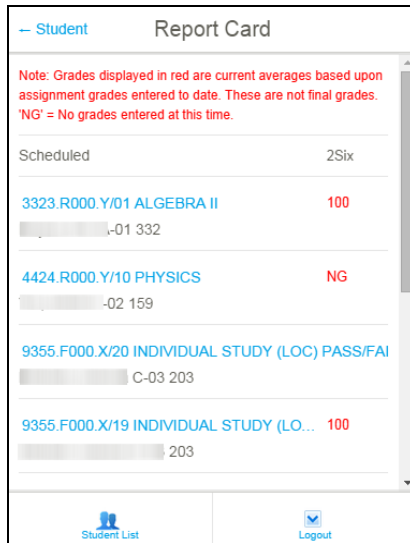 ← Student Report Card
Note: Grades displayed in red are current averages based upon
assignment grades entered to date. These are not final grades.
'NG' = No grades entered at this time.
Scheduled 2Six
3323.R000.Y/01 ALGEBRA II 100
-01 332
4424.R000.Y/10 PHYSICS NG
-02 159
9355.F000.X/20 INDIVIDUAL STUDY (LOC) PASS/FAI
C-03 203
9355.F000.X/19 INDIVIDUAL STUDY (LO... 100
203
Student List Logout